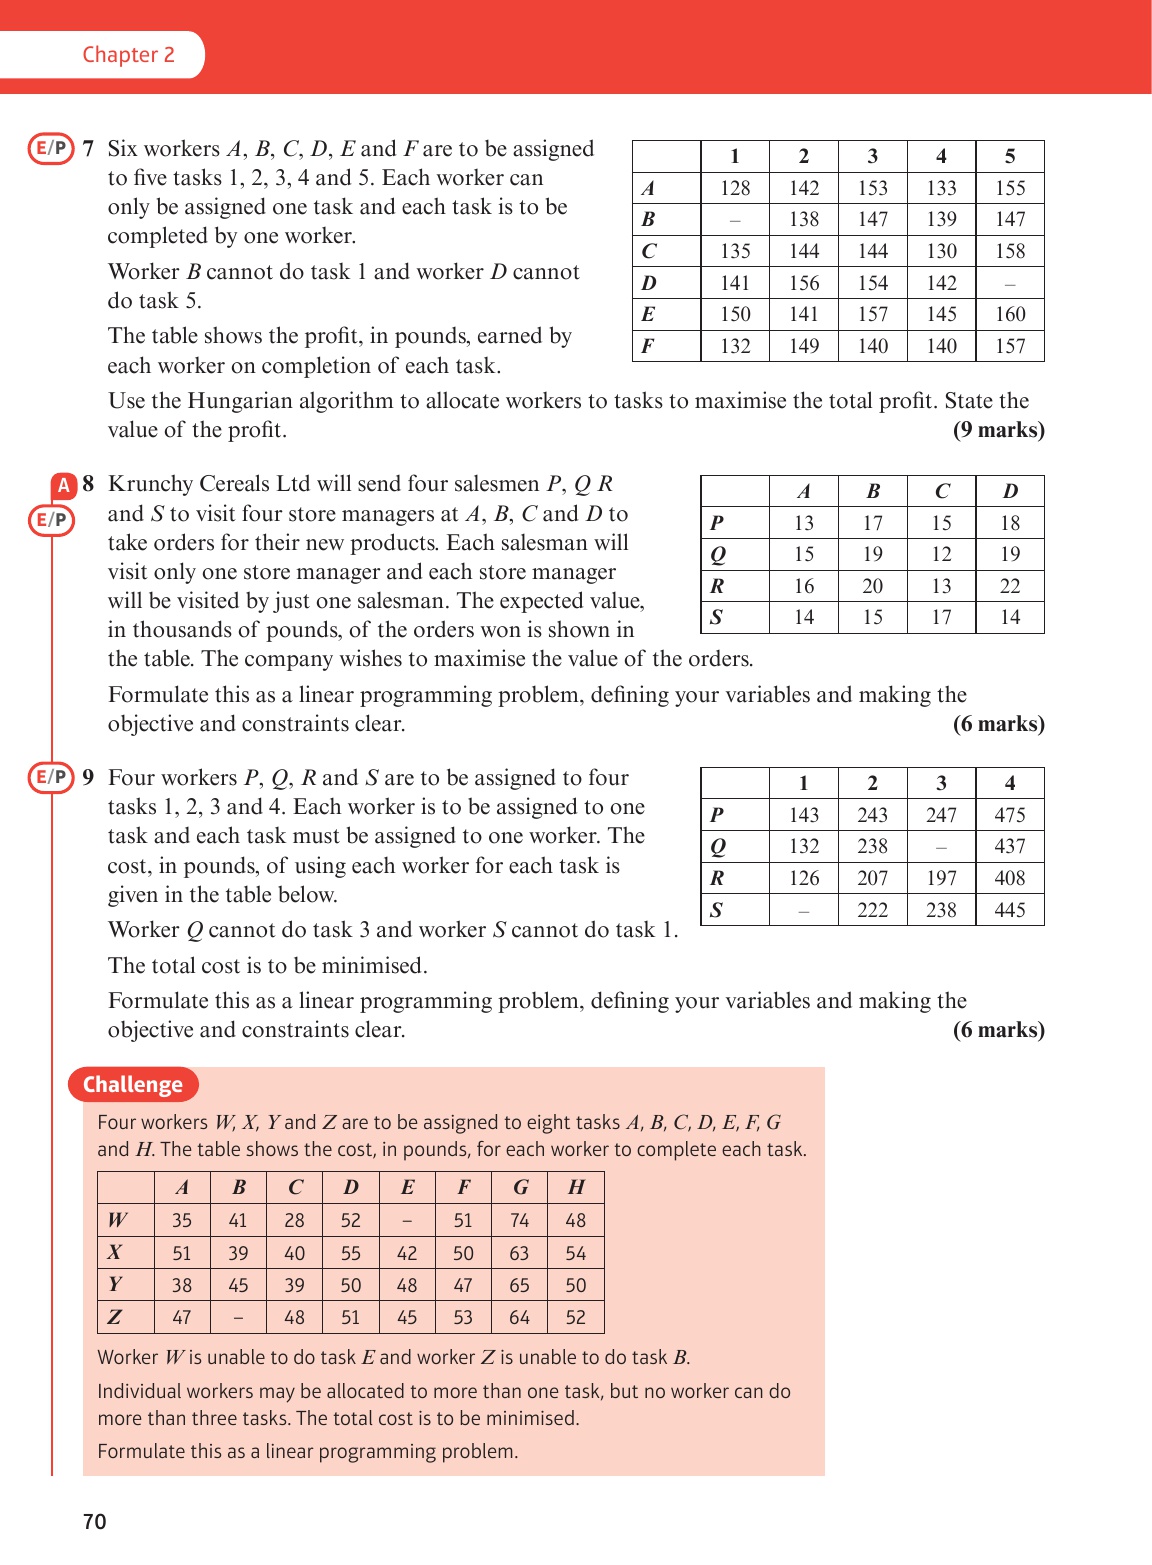 Chapter 2
E/P 7 Six workers A, B, C, D, E and F are to be assigned
to five tasks 1, 2, 3, 4 and 5. Each worker can
only be assigned one task and each task is to be
completed by one worker.
Worker B cannot do task 1 and worker D cannot
do task 5.
The table shows the profit, in pounds, earned by
each worker on completion of each task.
1 2 3 4 5
A 128 142 153 133 155
B – 138 147 139 147
C 135 144 144 130 158
D 141 156 154 142 –
E 150 141 157 145 160
F 132 149 140 140 157
Use the Hungarian algorithm to allocate workers to tasks to maximise the total profit. State the
value of the profit. (9 marks)
A 8 Krunchy Cereals Ltd will send four salesmen P, Q R
E/P and S to visit four store managers at A, B, C and D to
take orders for their new products. Each salesman will
visit only one store manager and each store manager
will be visited by just one salesman. The expected value,
in thousands of pounds, of the orders won is shown in
the table. The company wishes to maximise the value of the orders.
A B C D
P 13 17 15 18
Q 15 19 12 19
R 16 20 13 22
S 14 15 17 14
Formulate this as a linear programming problem, defining your variables and making the
objective and constraints clear. (6 marks)
E/P 9 Four workers P, Q, R and S are to be assigned to four
tasks 1, 2, 3 and 4. Each worker is to be assigned to one
task and each task must be assigned to one worker. The
cost, in pounds, of using each worker for each task is
given in the table below.
Worker Q cannot do task 3 and worker S cannot do task 1.
The total cost is to be minimised.
1 2 3 4
P 143 243 247 475
Q 132 238 – 437
R 126 207 197 408
S – 222 238 445
Formulate this as a linear programming problem, defining your variables and making the
objective and constraints clear. (6 marks)
Challenge
Four workers W, X, Y and Z are to be assigned to eight tasks A, B, C, D, E, F, G
and H. The table shows the cost, in pounds, for each worker to complete each task.
A B C D E F G H
W 35 41 28 52 – 51 74 48
X 51 39 40 55 42 50 63 54
Y 38 45 39 50 48 47 65 50
Z 47 – 48 51 45 53 64 52
Worker W is unable to do task E and worker Z is unable to do task B.
Individual workers may be allocated to more than one task, but no worker can do
more than three tasks. The total cost is to be minimised.
Formulate this as a linear programming problem.
70